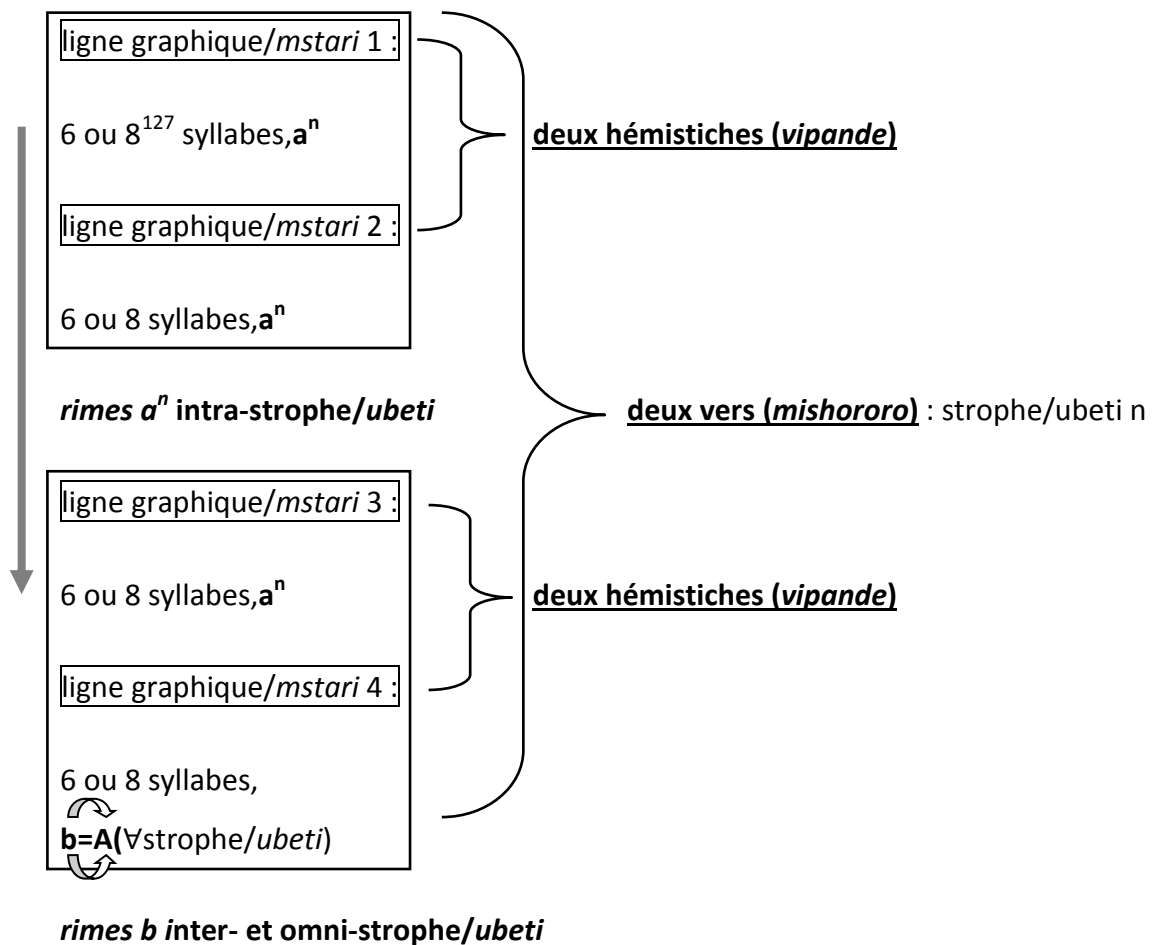 ligne graphique/mstari 1 :
6 ou 8127 syllabes,an
deux hémistiches (vipande)
ligne graphique/mstari 2 :
6 ou 8 syllabes,an
rimes an intra-strophe/ubeti
deux vers (mishororo) : strophe/ubeti n
ligne graphique/mstari 3 :
6 ou 8 syllabes,an
deux hémistiches (vipande)
ligne graphique/mstari 4 :
6 ou 8 syllabes,
b=A(∀strophe/ubeti)
rimes b inter- et omni-strophe/ubeti